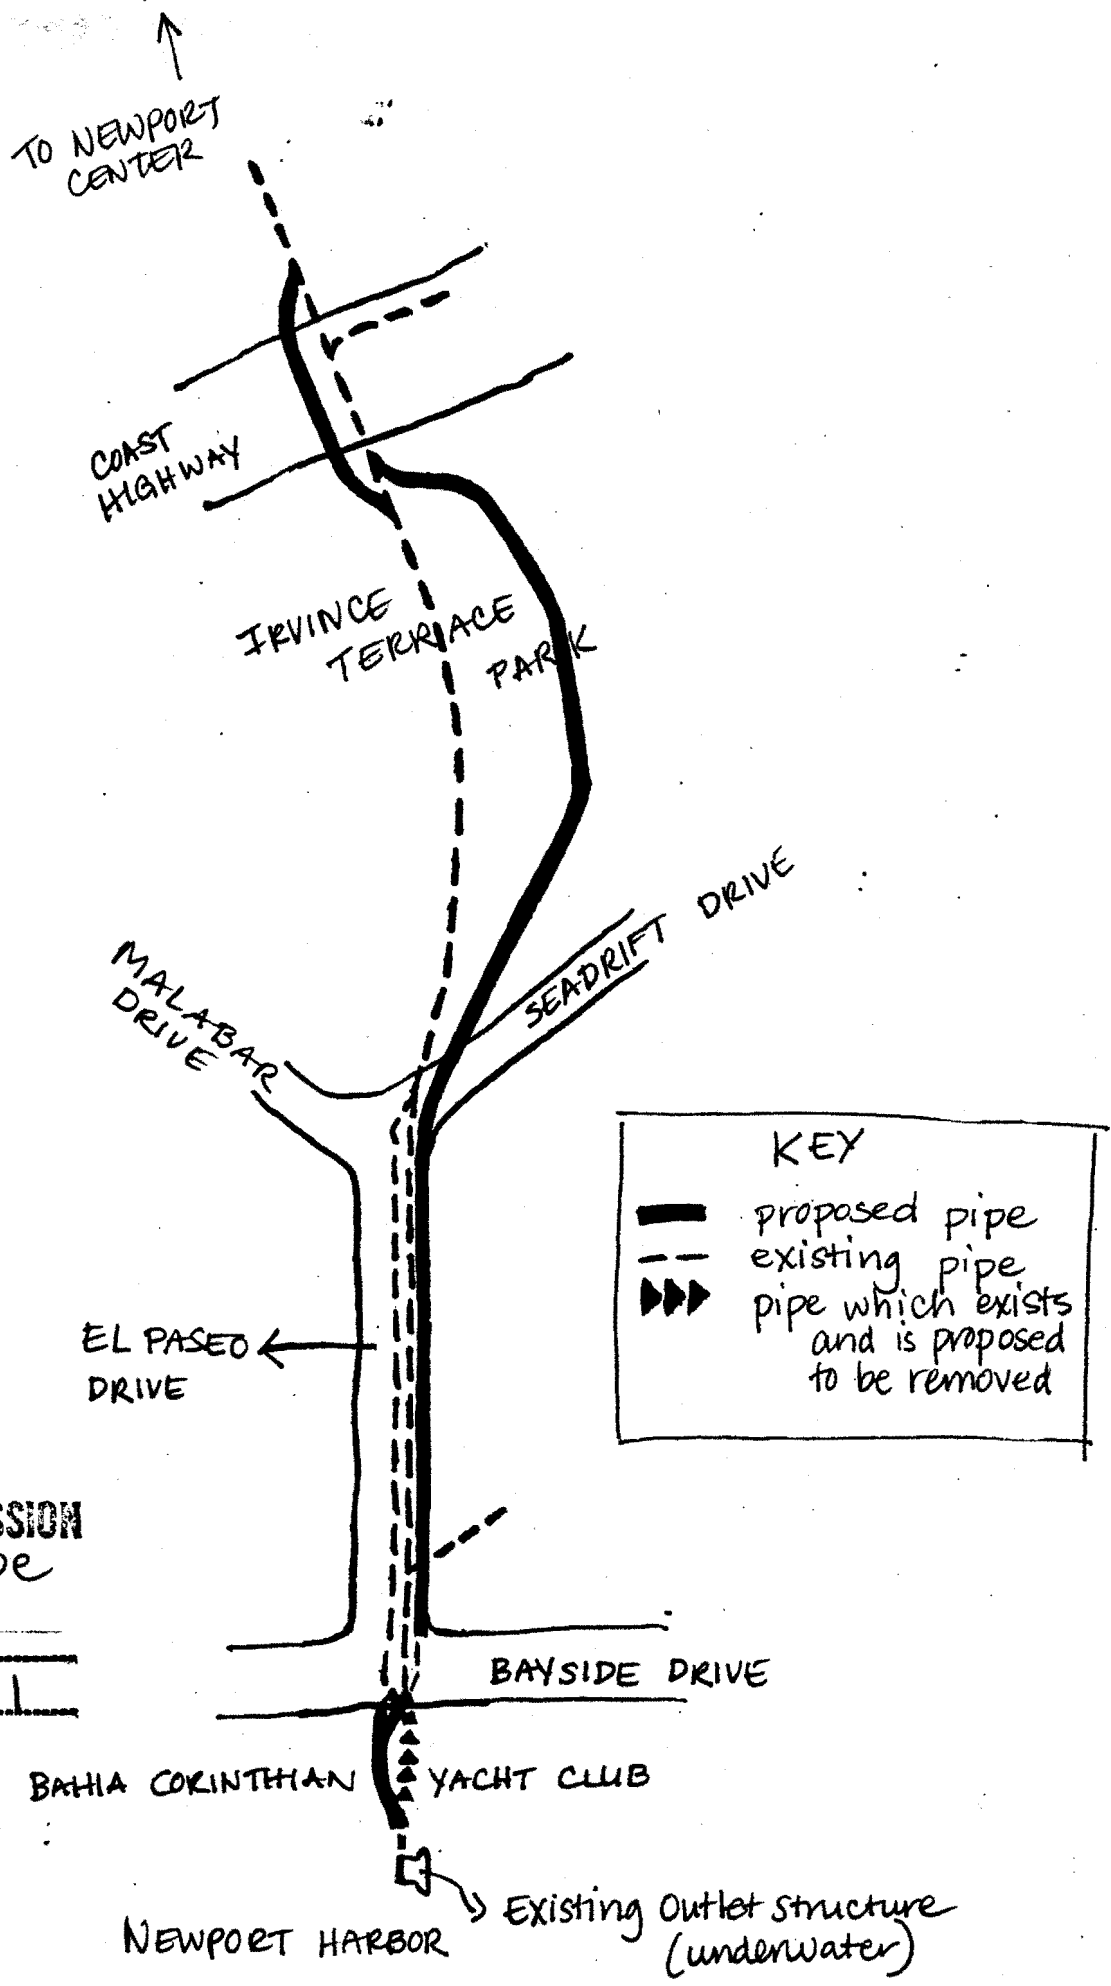 TO NEWPORT
CENTER
COAST
HIGHWAY
IRVINCE
TERRACE
PARK
SEADRIFT DRIVE
MALABAR
DRIVE
KEY
proposed pipe
existing pipe
pipe which exists
and is proposed
to be removed
EL PASEO
DRIVE
SSION
BAYSIDE DRIVE
BAHIA CORINTHIAN YACHT CLUB
Existing Outlet structure
(underwater)
NEWPORT HARBOR